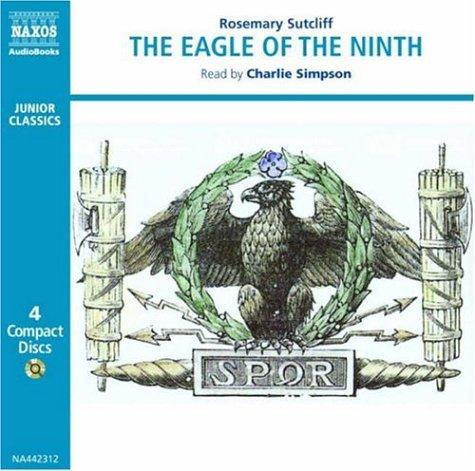 NAXOS
AudioBooks
Rosemary Sutcliff
THE EAGLE OF THE NINTH
Read by Charlie Simpson
JUNIOR
CLASSICS
4
Compact
Discs
NA442312
SPQR